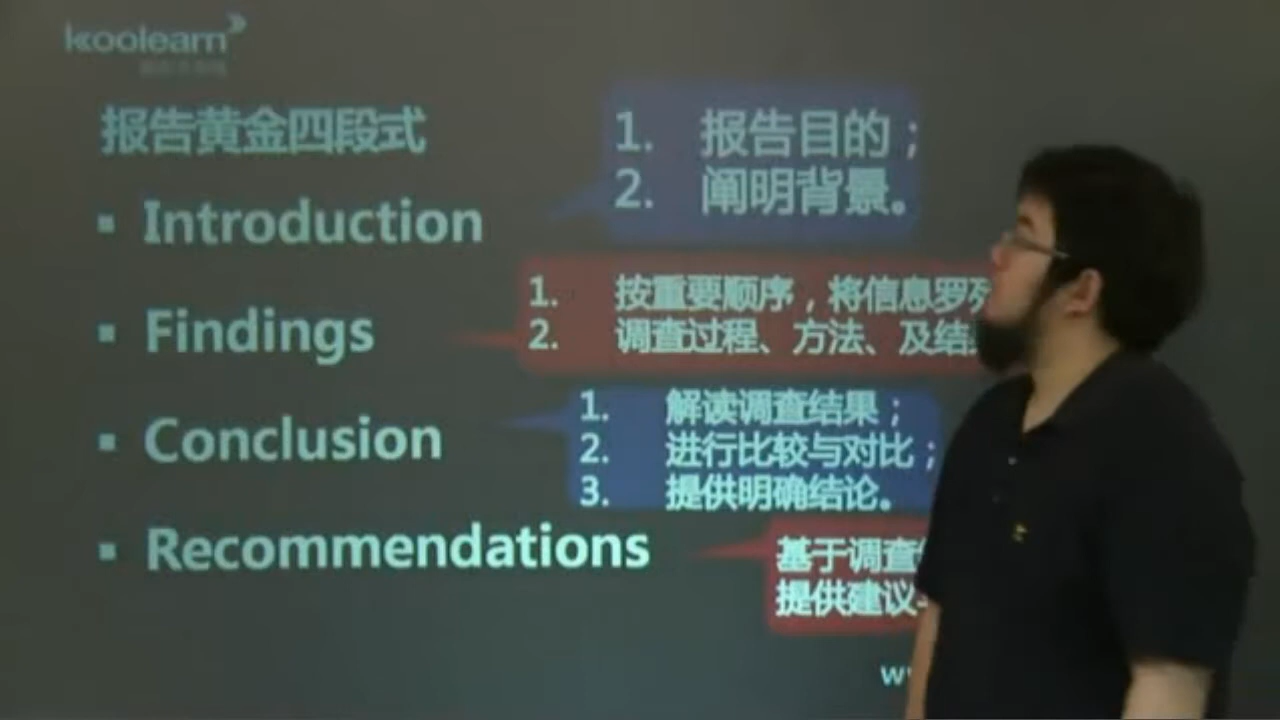 koolearn
报告黄金四段式
1. 报告目的；
2. 阐明背景。
▪ Introduction
1. 按重要顺序，将信息罗列
2. 调查过程、方法、及结
▪ Findings
1. 解读调查结果；
2. 进行比较与对比；
3. 提供明确结论。
▪ Conclusion
▪ Recommendations
基于调查
提供建议